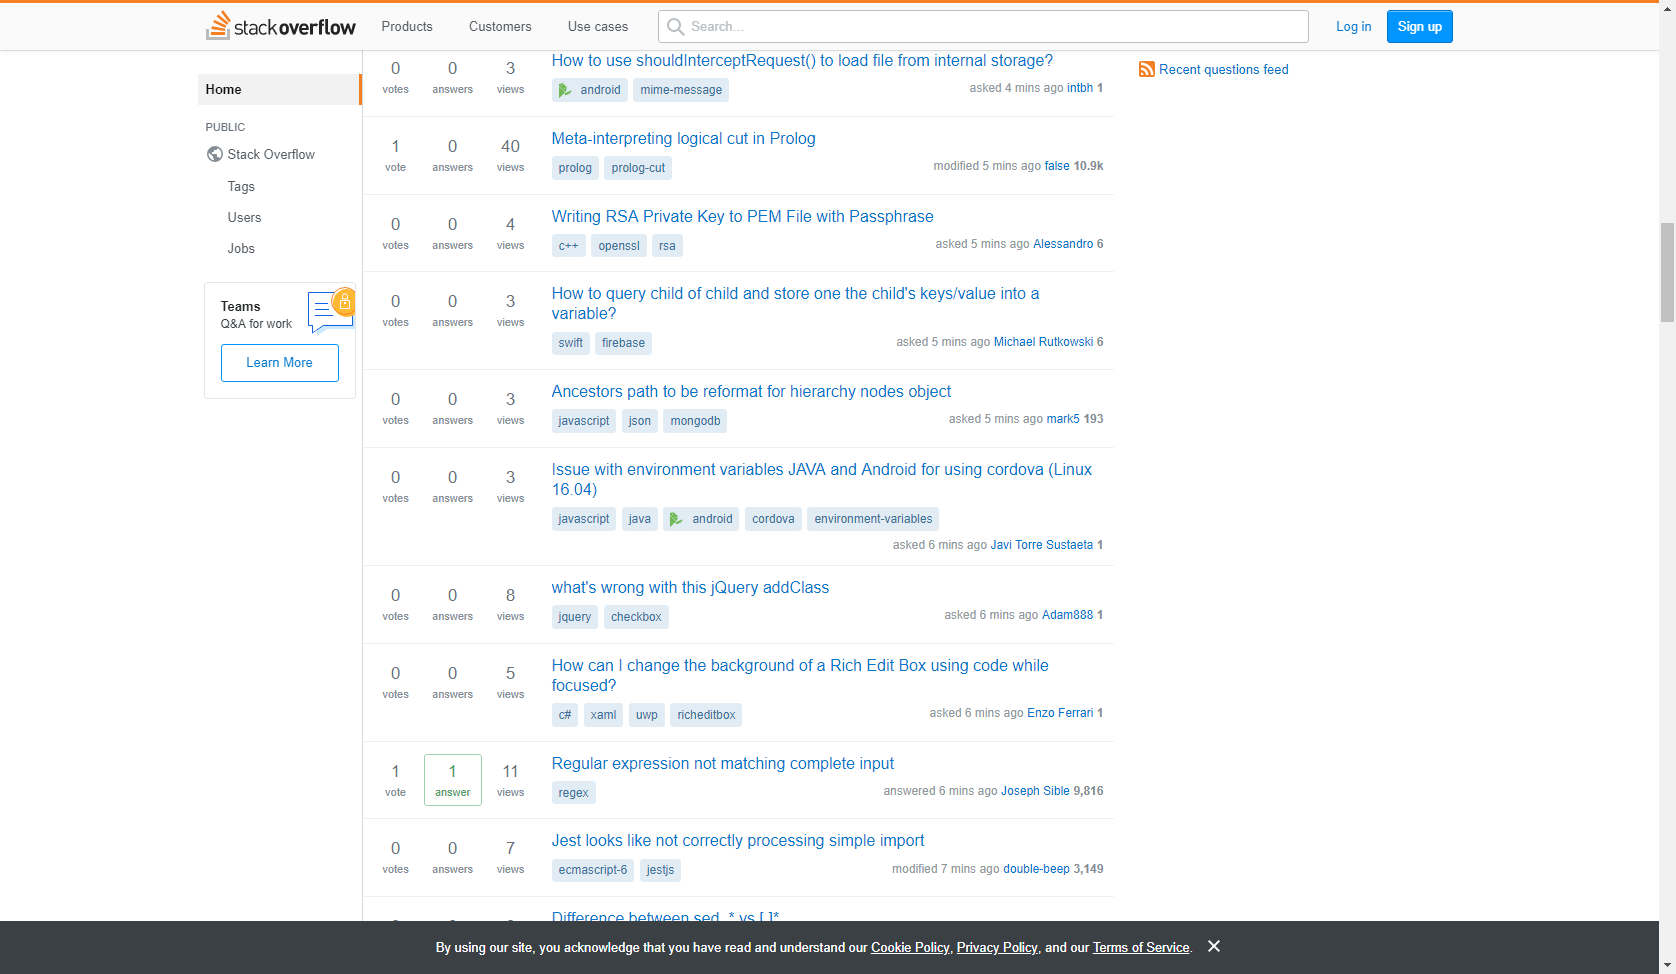 stackoverflow Products Customers Use cases Search... Log in Sign up
Home
PUBLIC
Stack Overflow
Tags
Users
Jobs
Teams
Q&A for work
Learn More
0 votes 0 answers 3 views
How to use shouldInterceptRequest() to load file from internal storage?
android mime-message
asked 4 mins ago intbh 1
1 vote 0 answers 40 views
Meta-interpreting logical cut in Prolog
prolog prolog-cut
modified 5 mins ago false 10.9k
0 votes 0 answers 4 views
Writing RSA Private Key to PEM File with Passphrase
c++ openssl rsa
asked 5 mins ago Alessandro 6
0 votes 0 answers 3 views
How to query child of child and store one the child's keys/value into a
variable?
swift firebase
asked 5 mins ago Michael Rutkowski 6
0 votes 0 answers 3 views
Ancestors path to be reformat for hierarchy nodes object
javascript json mongodb
asked 5 mins ago mark5 193
0 votes 0 answers 3 views
Issue with environment variables JAVA and Android for using cordova (Linux
16.04)
javascript java android cordova environment-variables
asked 6 mins ago Javi Torre Sustaeta 1
0 votes 0 answers 8 views
what's wrong with this jQuery addClass
jquery checkbox
asked 6 mins ago Adam888 1
0 votes 0 answers 5 views
How can I change the background of a Rich Edit Box using code while
focused?
c# xaml uwp richeditbox
asked 6 mins ago Enzo Ferrari 1
1 vote 1 answer 11 views
Regular expression not matching complete input
regex
answered 6 mins ago Joseph Sible 9,816
0 votes 0 answers 7 views
Jest looks like not correctly processing simple import
ecmascript-6 jestjs
modified 7 mins ago double-beep 3,149
Difference between sed
Recent questions feed
By using our site, you acknowledge that you have read and understand our Cookie Policy, Privacy Policy, and our Terms of Service.